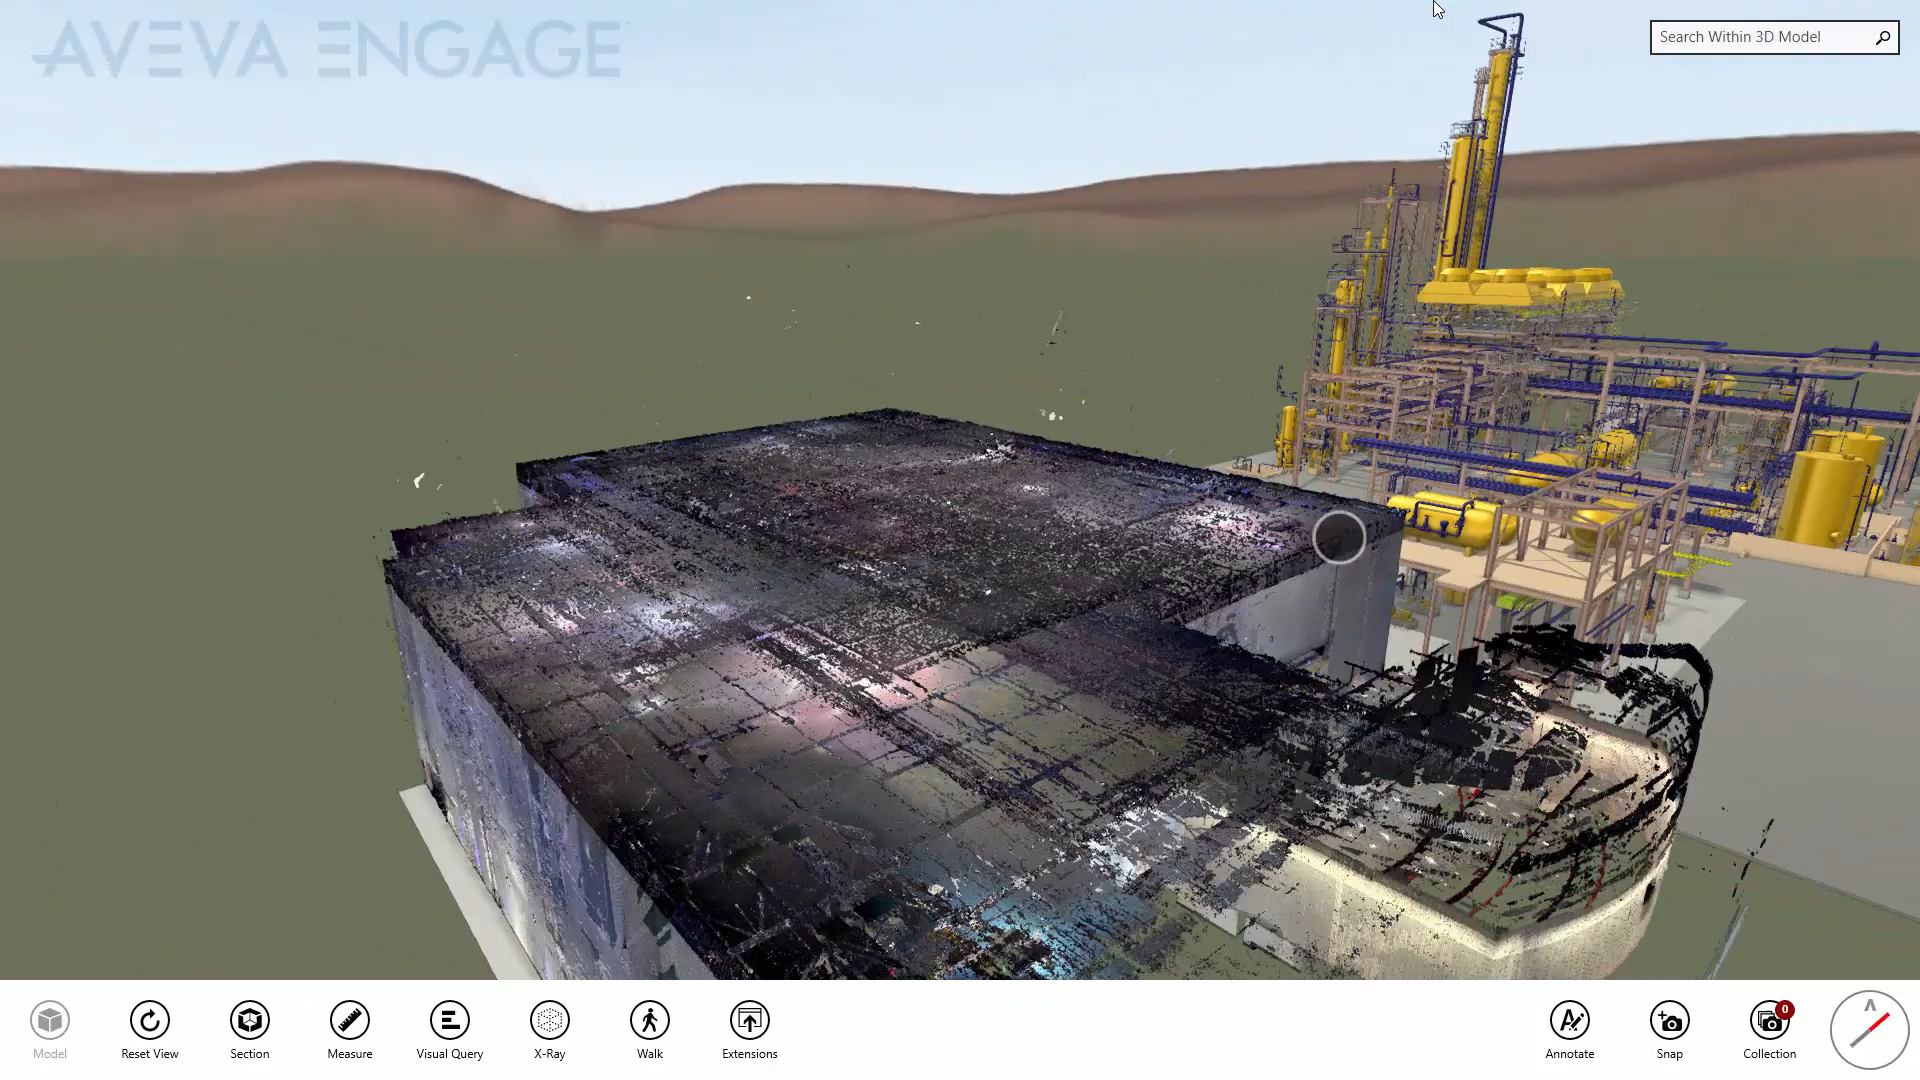 AVEVA ENGAGE
Search Within 3D Model
Model
Reset View
Section
Measure
Visual Query
X-Ray
Walk
Extensions
Annotate
Snap
0
Collection
A